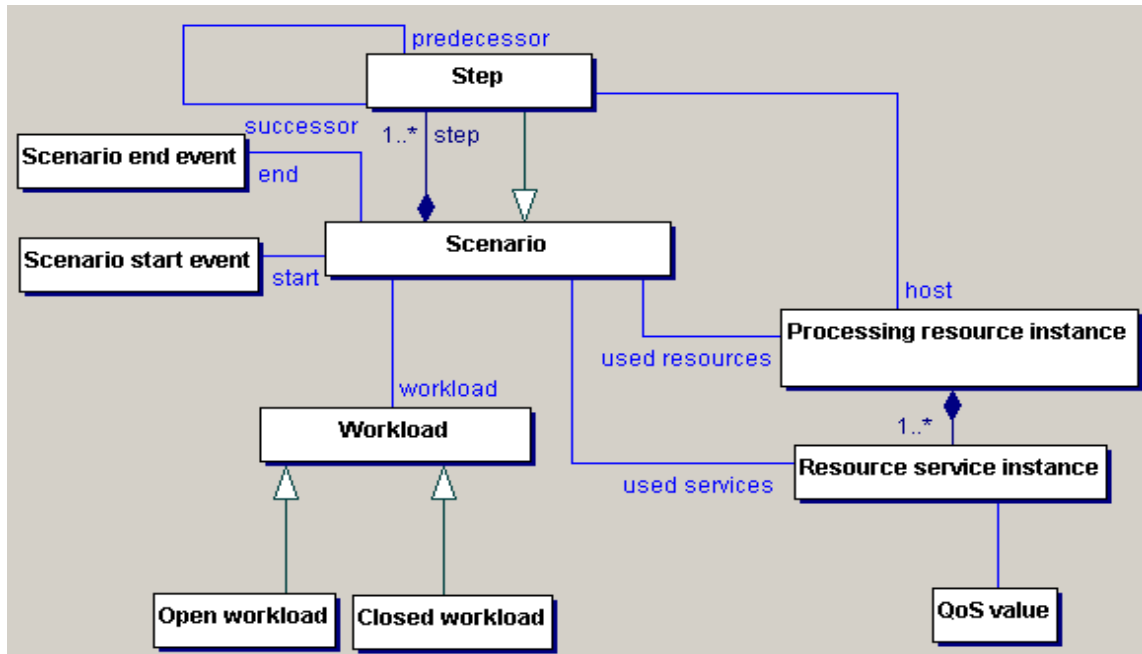 predecessor
Step
successor
1..* step
Scenario end event
end
Scenario
Scenario start event
start
host
Processing resource instance
used resources
workload
1..*
Workload
Resource service instance
used services
Open workload
Closed workload
QoS value